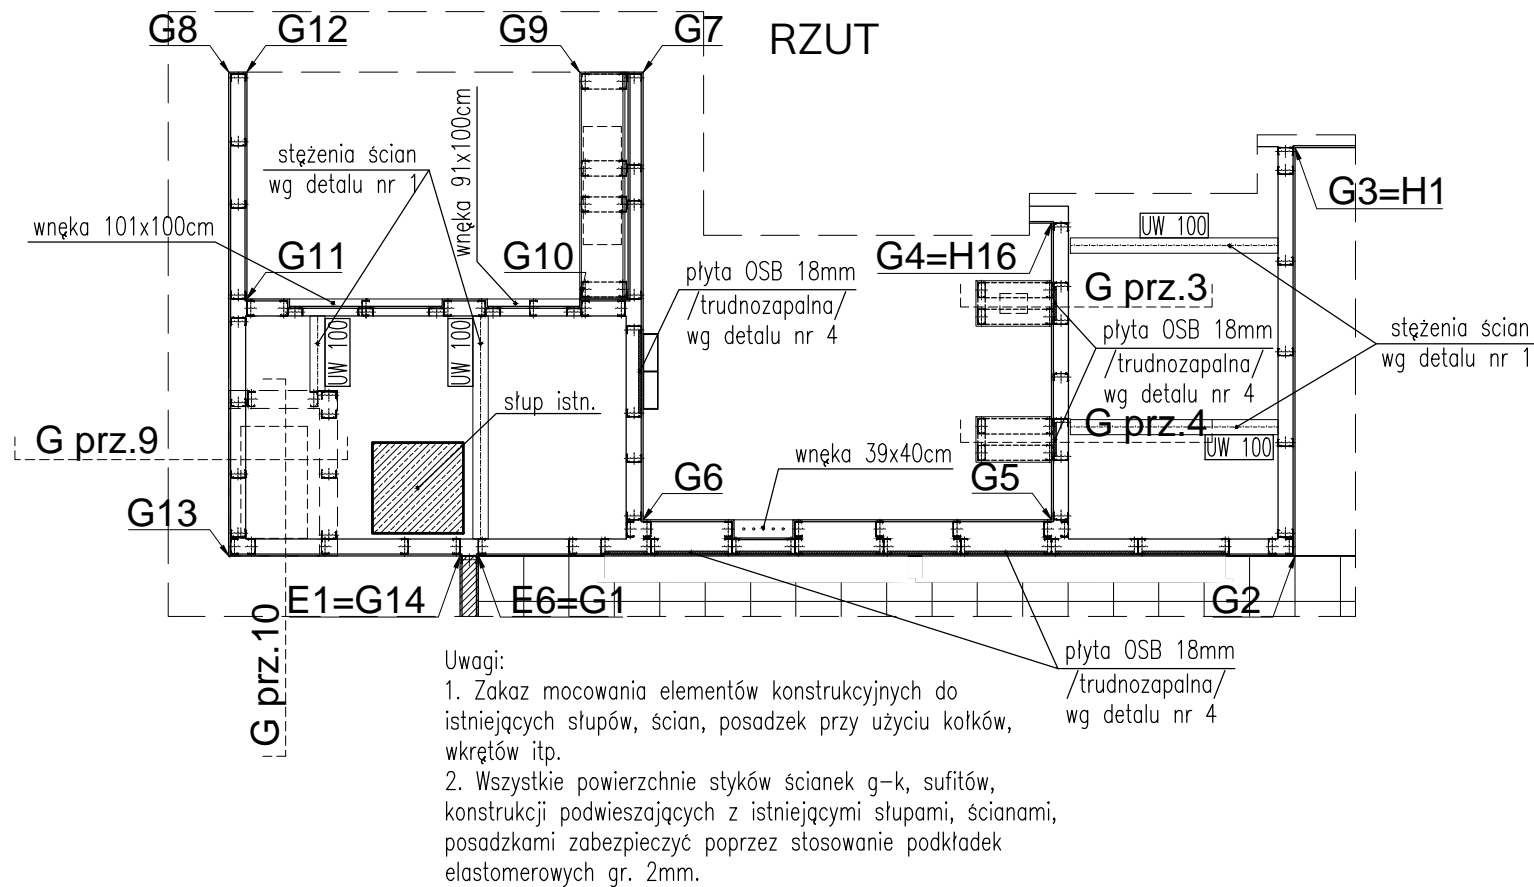 G8
G12
G9
G7
RZUT
stężenia ścian
wg detalu nr 1
wnęka 91x100cm
G3=H1
wnęka 101x100cm
UW 100
G11
G10
G4=H16
płyta OSB 18mm
/trudnozapalna/
wg detalu nr 4
G prz.3
UW 100
UW 100
płyta OSB 18mm
/trudnozapalna/
wg detalu nr 4
stężenia ścian
wg detalu nr 1
słup istn.
G prz.9
G prz.4
UW 100
wnęka 39x40cm
G6
G5
G13
E1=G14
E6=G1
G2
G prz.10
płyta OSB 18mm
/trudnozapalna/
wg detalu nr 4
Uwagi:
1. Zakaz mocowania elementów konstrukcyjnych do
istniejących słupów, ścian, posadzek przy użyciu kołków,
wkrętów itp.
2. Wszystkie powierzchnie styków ścianek g-k, sufitów,
konstrukcji podwieszających z istniejącymi słupami, ścianami,
posadzkami zabezpieczyć poprzez stosowanie podkładek
elastomerowych gr. 2mm.